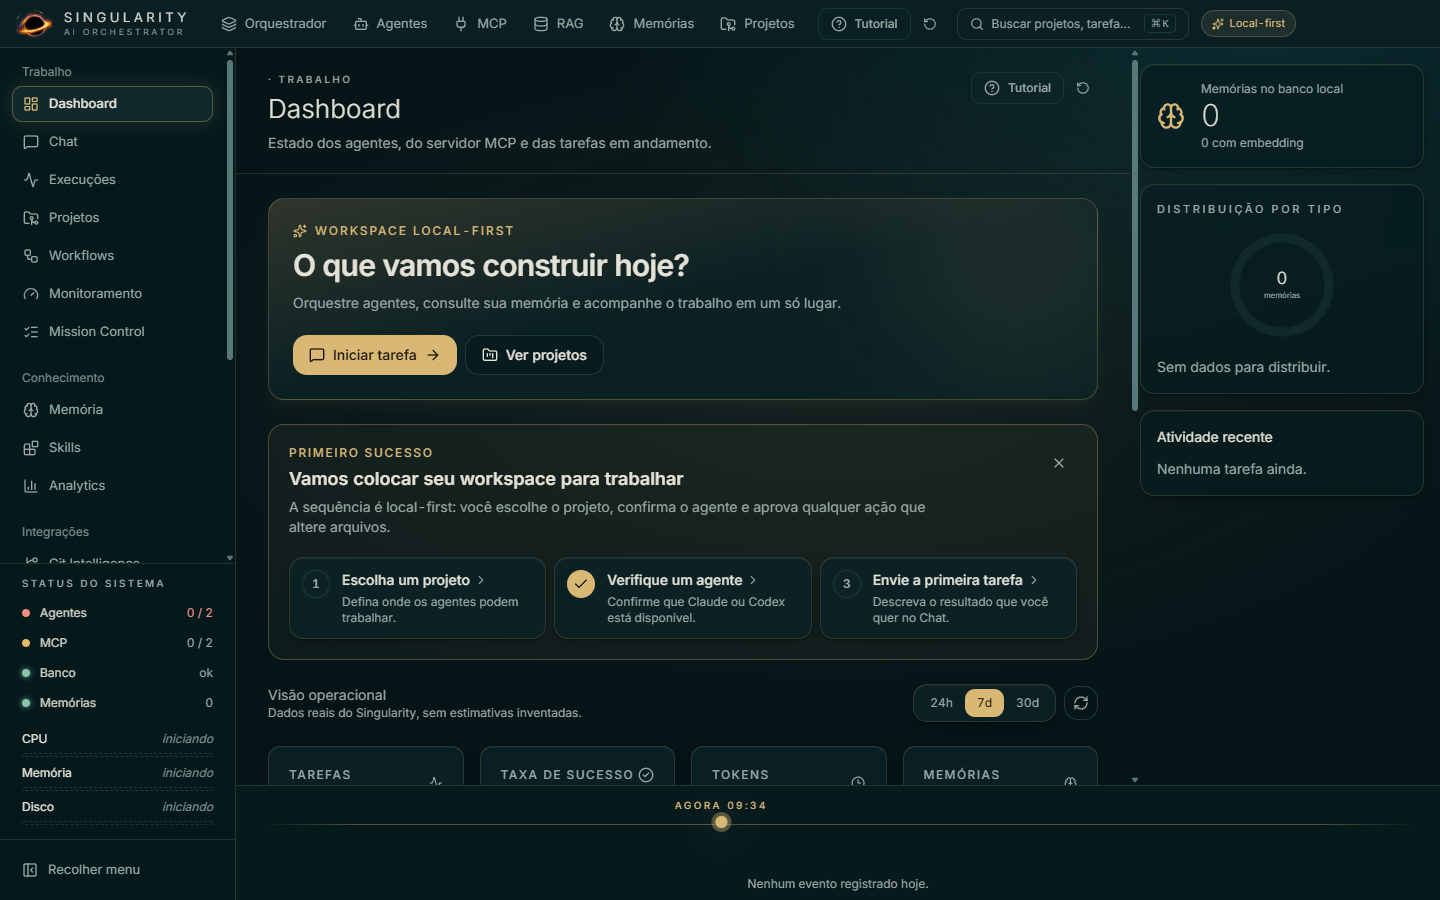 SINGULARITY
AI ORCHESTRATOR
Orquestrador
Agentes
MCP
RAG
Memórias
Projetos
Tutorial
Buscar projetos, tarefa...
⌘K
Local-first
Trabalho
Dashboard
Chat
Execuções
Projetos
Workflows
Monitoramento
Mission Control
Conhecimento
Memória
Skills
Analytics
Integrações
Git Intelligence
STATUS DO SISTEMA
Agentes 0 / 2
MCP 0 / 2
Banco ok
Memórias 0
CPU iniciando
Memória iniciando
Disco iniciando
Recolher menu
· TRABALHO
Dashboard
Estado dos agentes, do servidor MCP e das tarefas em andamento.
Tutorial
WORKSPACE LOCAL-FIRST
O que vamos construir hoje?
Orquestre agentes, consulte sua memória e acompanhe o trabalho em um só lugar.
Iniciar tarefa
Ver projetos
PRIMEIRO SUCESSO
Vamos colocar seu workspace para trabalhar
A sequência é local-first: você escolhe o projeto, confirma o agente e aprova qualquer ação que
altere arquivos.
1
Escolha um projeto
Defina onde os agentes podem
trabalhar.
Verifique um agente
Confirme que Claude ou Codex
está disponível.
3
Envie a primeira tarefa
Descreva o resultado que você
quer no Chat.
Visão operacional
Dados reais do Singularity, sem estimativas inventadas.
24h
7d
30d
TAREFAS
TAXA DE SUCESSO
TOKENS
MEMÓRIAS
Memórias no banco local
0
0 com embedding
DISTRIBUIÇÃO POR TIPO
0
memórias
Sem dados para distribuir.
Atividade recente
Nenhuma tarefa ainda.
AGORA 09:34
Nenhum evento registrado hoje.